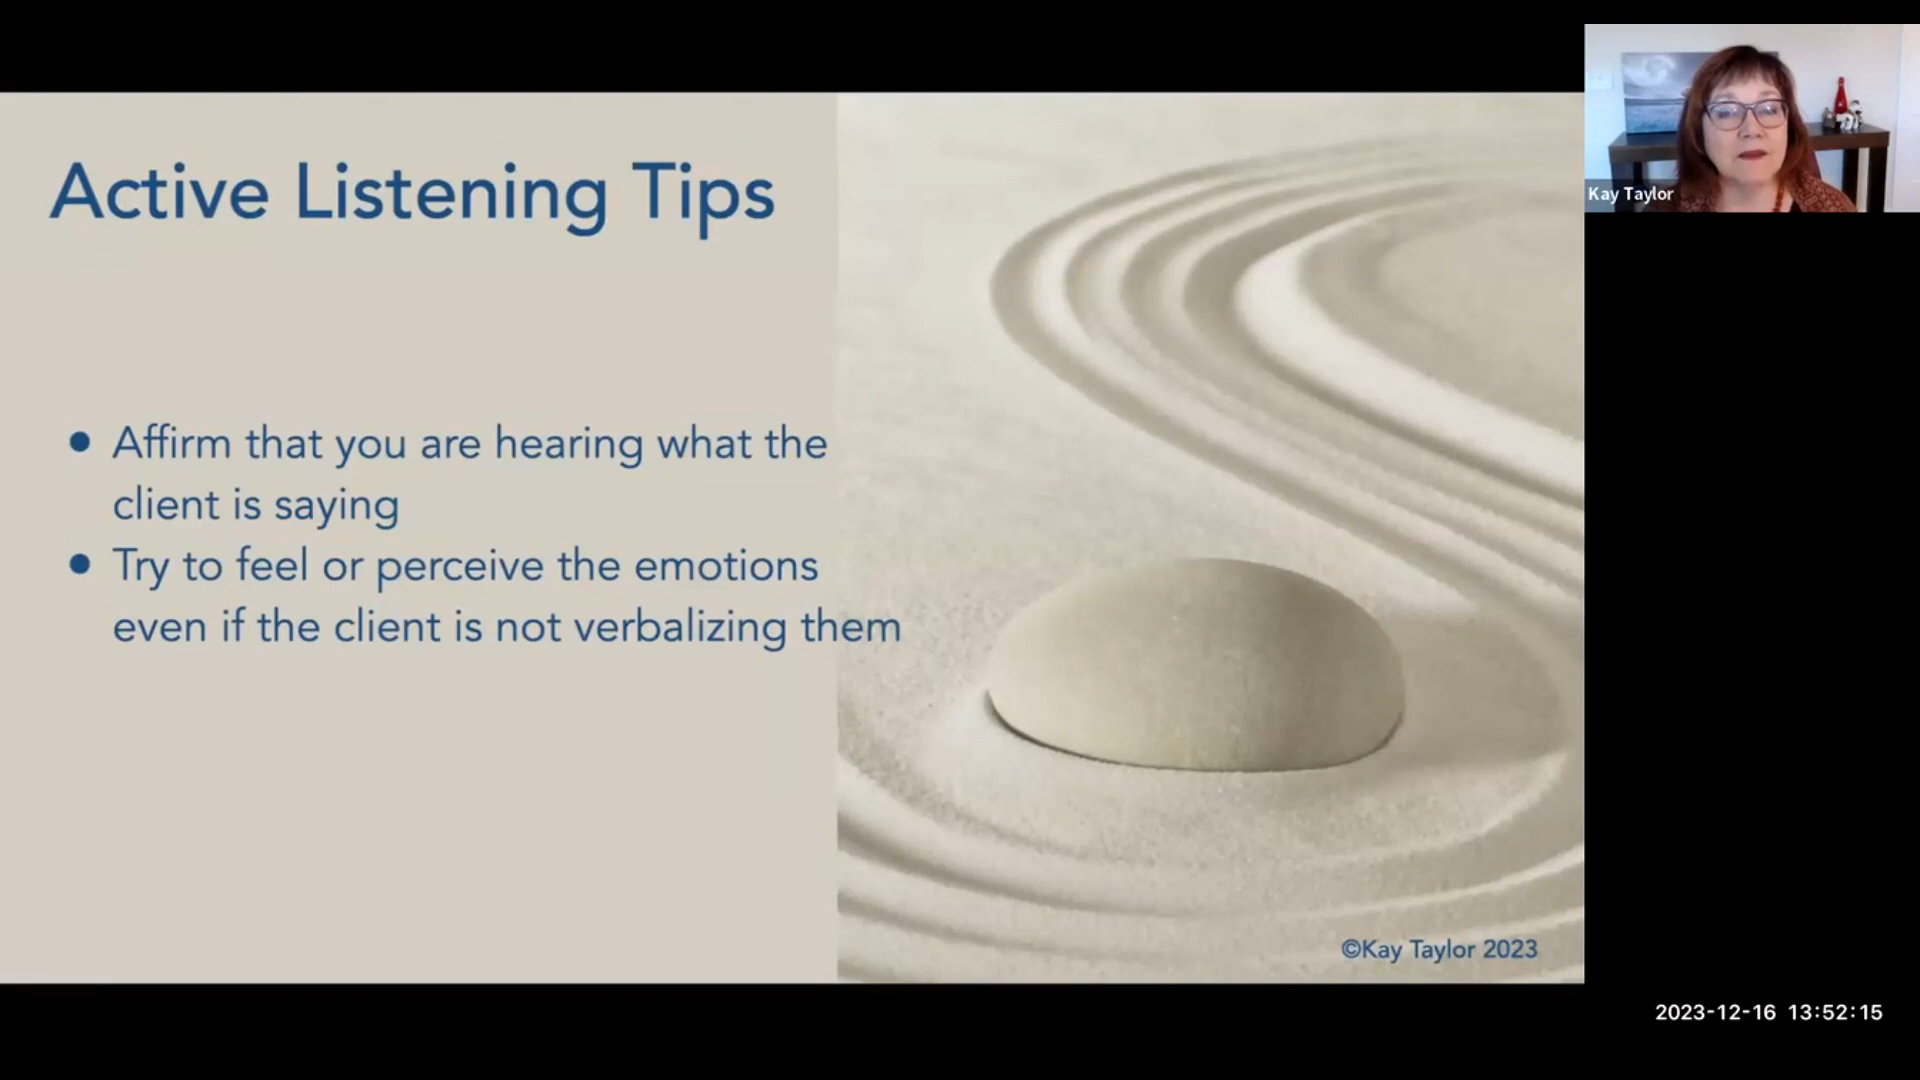 Active Listening Tips
• Affirm that you are hearing what the
client is saying
• Try to feel or perceive the emotions
even if the client is not verbalizing them
©Kay Taylor 2023
Kay Taylor
2023-12-16 13:52:15